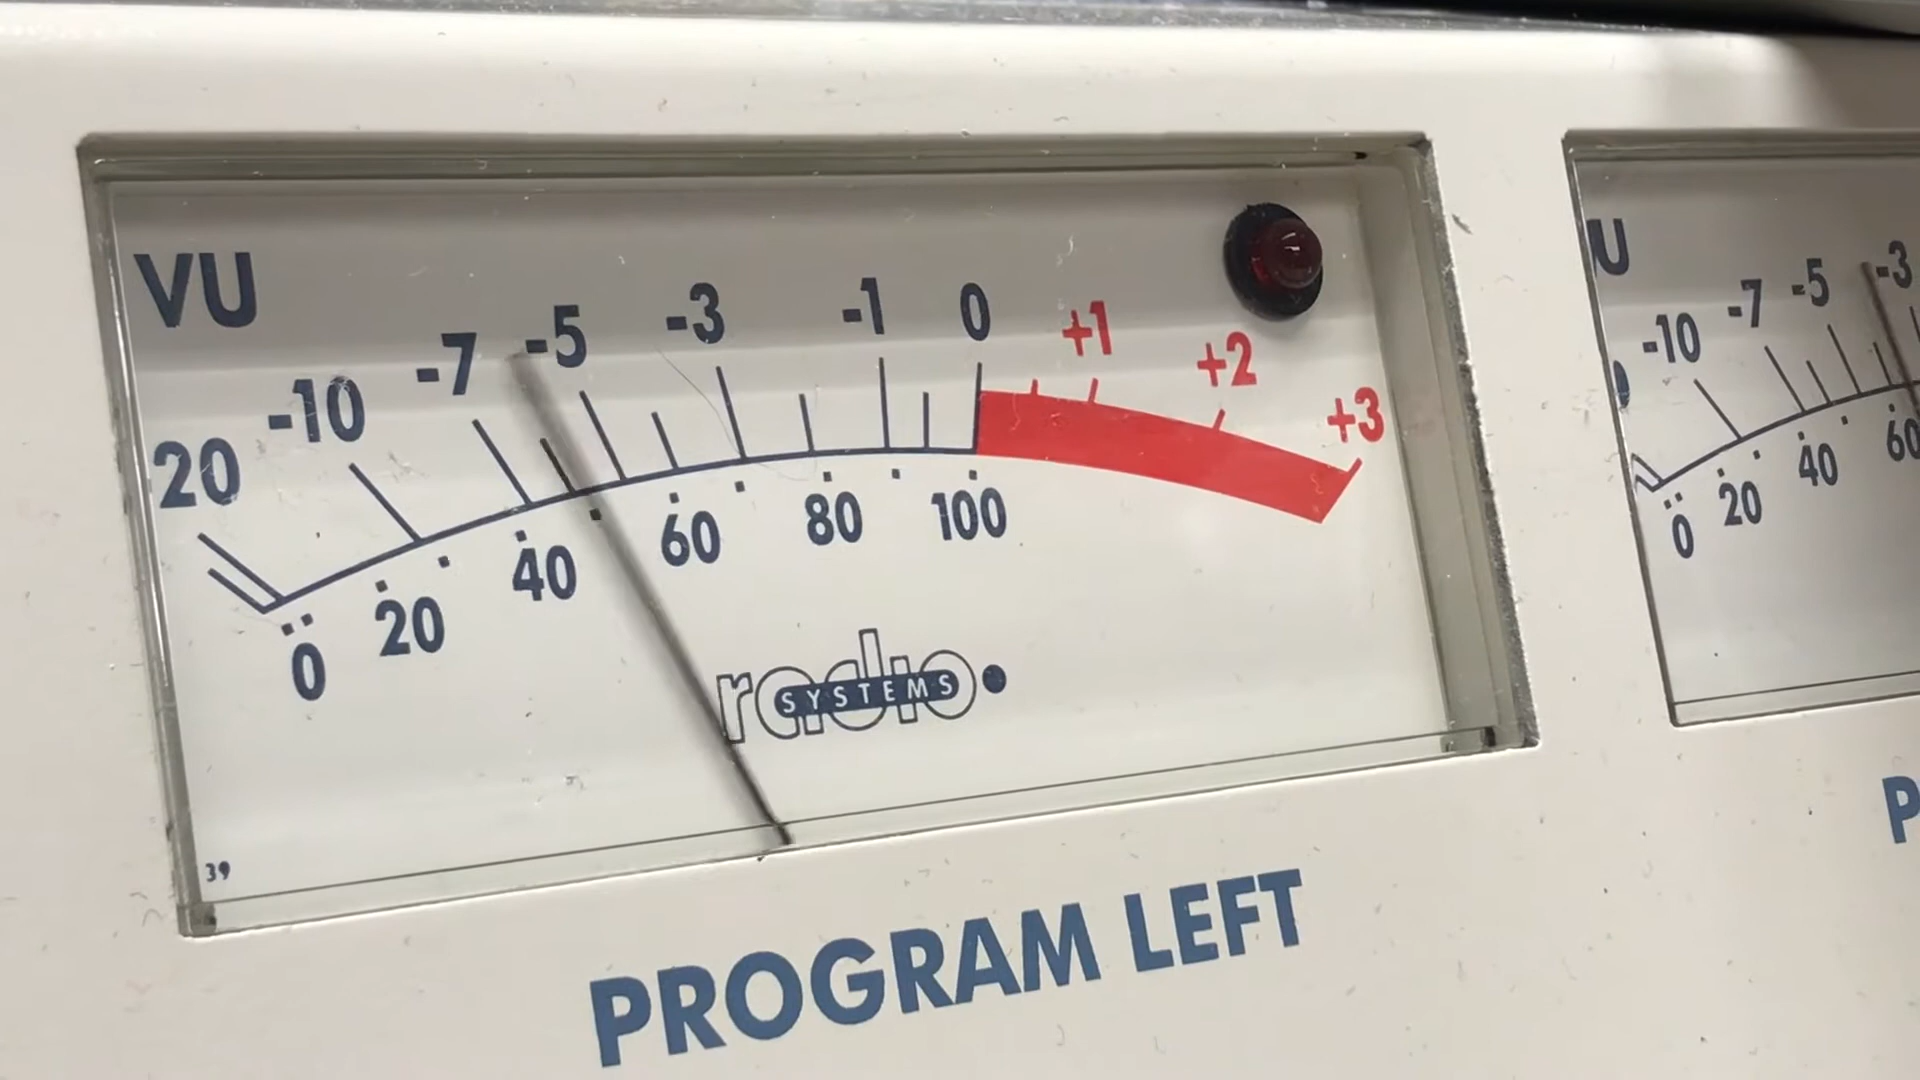 VU
20 -10 -7 -5 -3 -1 0 +1 +2 +3
0 20 40 60 80 100
radio
SYSTEMS
39
PROGRAM LEFT
U
-10 -7 -5 -3
0 20 40 60
P